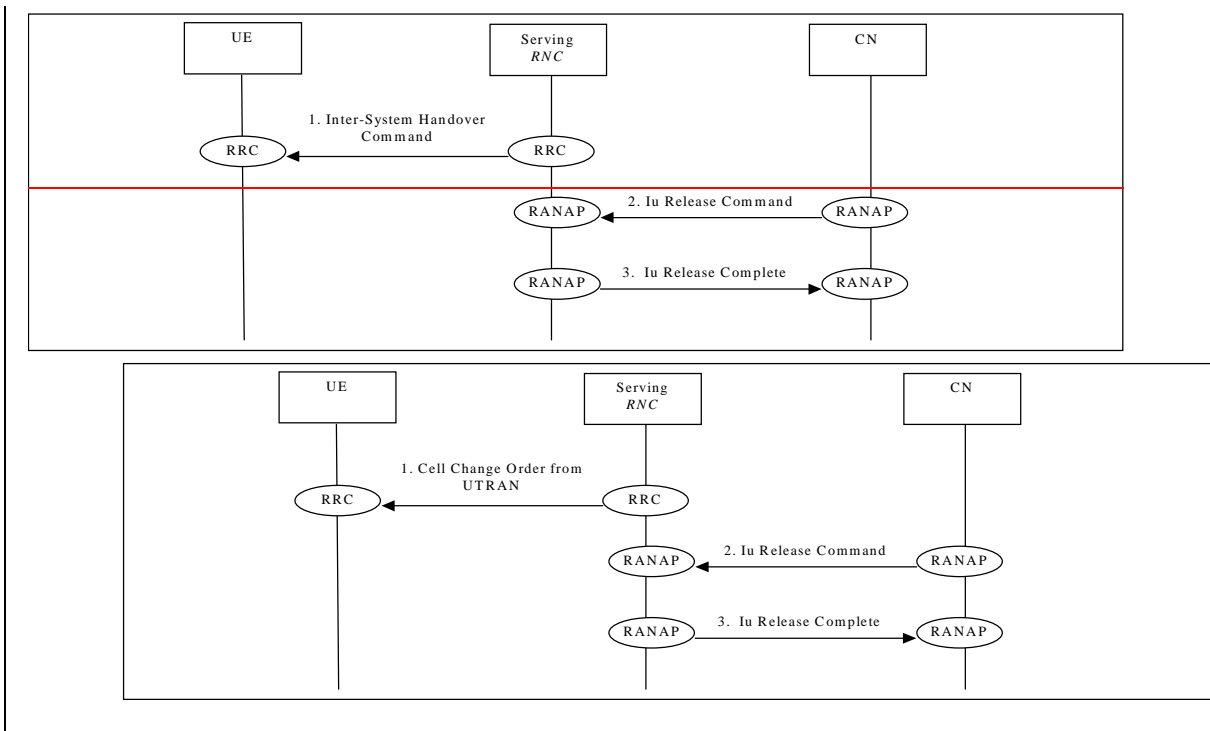 UE
Serving
RNC
CN
1. Inter-System Handover
Command
RRC
RRC
RANAP
2. Iu Release Command
RANAP
RANAP
3. Iu Release Complete
RANAP
UE
Serving
RNC
CN
1. Cell Change Order from
UTRAN
RRC
RRC
RANAP
2. Iu Release Command
RANAP
RANAP
3. Iu Release Complete
RANAP